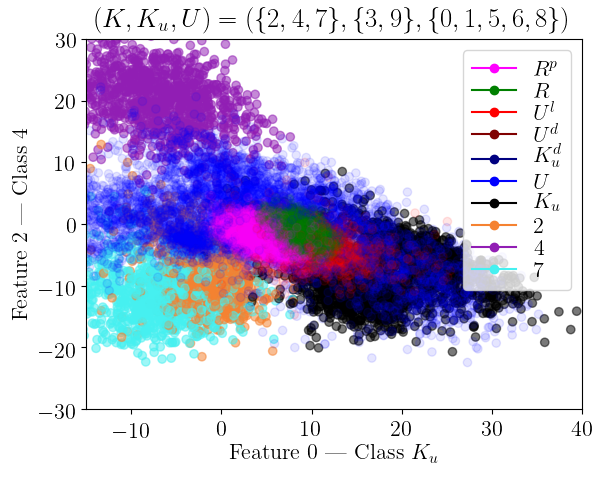 (K, K_u, U) = ({2, 4, 7}, {3, 9}, {0, 1, 5, 6, 8})
30
20
10
0
−10
−20
−30
Feature 2 — Class 4
R^p
R
U^l
U^d
K_u^d
U
K_u
2
4
7
−10
0
10
20
30
40
Feature 0 — Class K_u